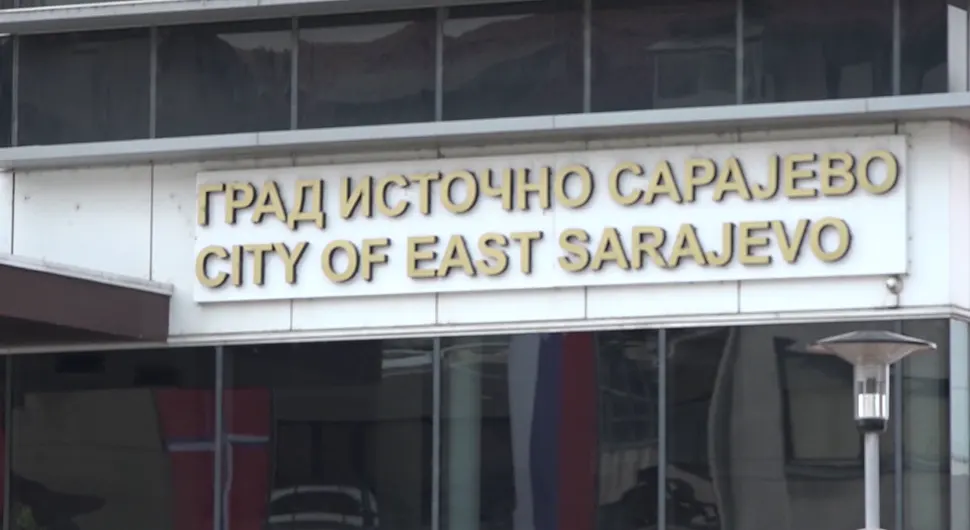 ГРАД ИСТОЧНО САРАЈЕВО
CITY OF EAST SARAJEVO